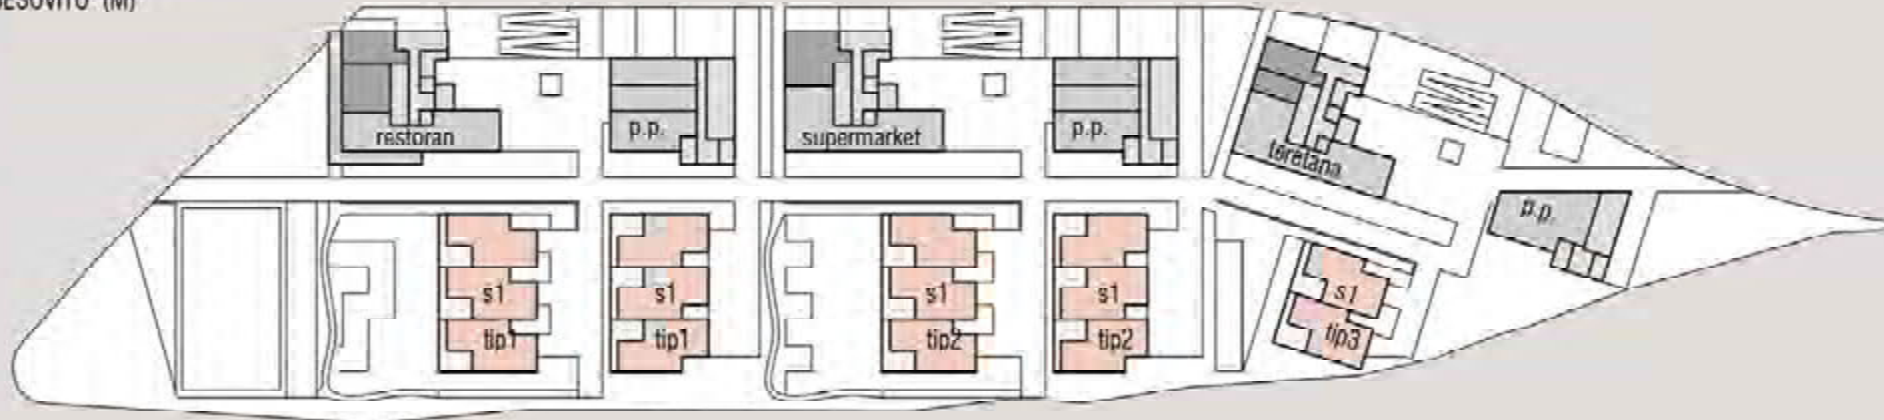 (M)
restoran
p.p.
supermarket
p.p.
teretana
p.p.
s1
tip1
s1
tip1
s1
tip2
s1
tip2
s1
tip3